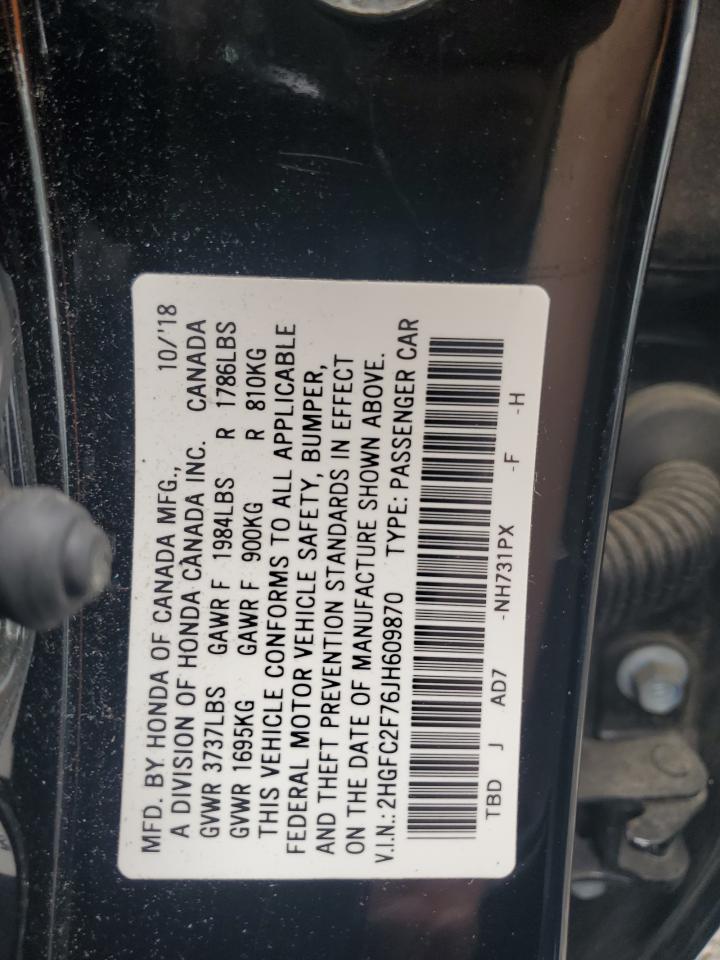 MFD. BY HONDA OF CANADA MFG., 10/'18
A DIVISION OF HONDA CANADA INC. CANADA
GVWR 3737LBS GAWR F 1984LBS R 1786LBS
GVWR 1695KG GAWR F 900KG R 810KG
THIS VEHICLE CONFORMS TO ALL APPLICABLE
FEDERAL MOTOR VEHICLE SAFETY, BUMPER,
AND THEFT PREVENTION STANDARDS IN EFFECT
ON THE DATE OF MANUFACTURE SHOWN ABOVE.
V.I.N.: 2HGFC2F76JH609870 TYPE: PASSENGER CAR
TBD J AD7 -NH731PX -F -H